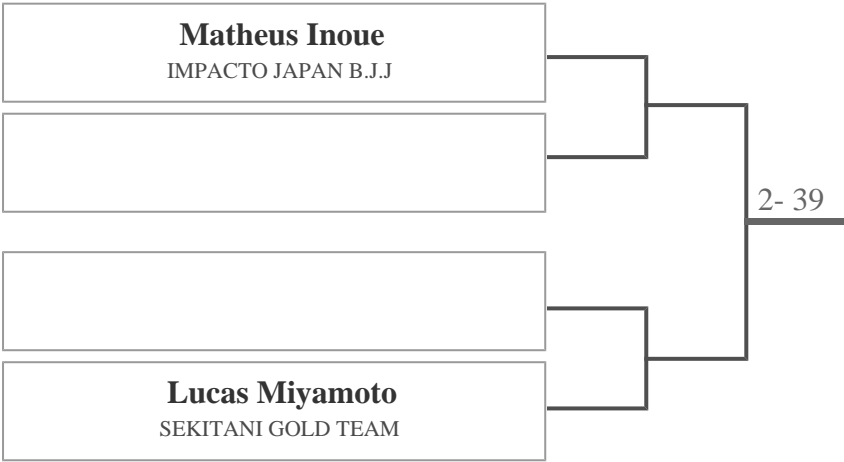 Matheus Inoue
IMPACTO JAPAN B.J.J
2- 39
Lucas Miyamoto
SEKITANI GOLD TEAM